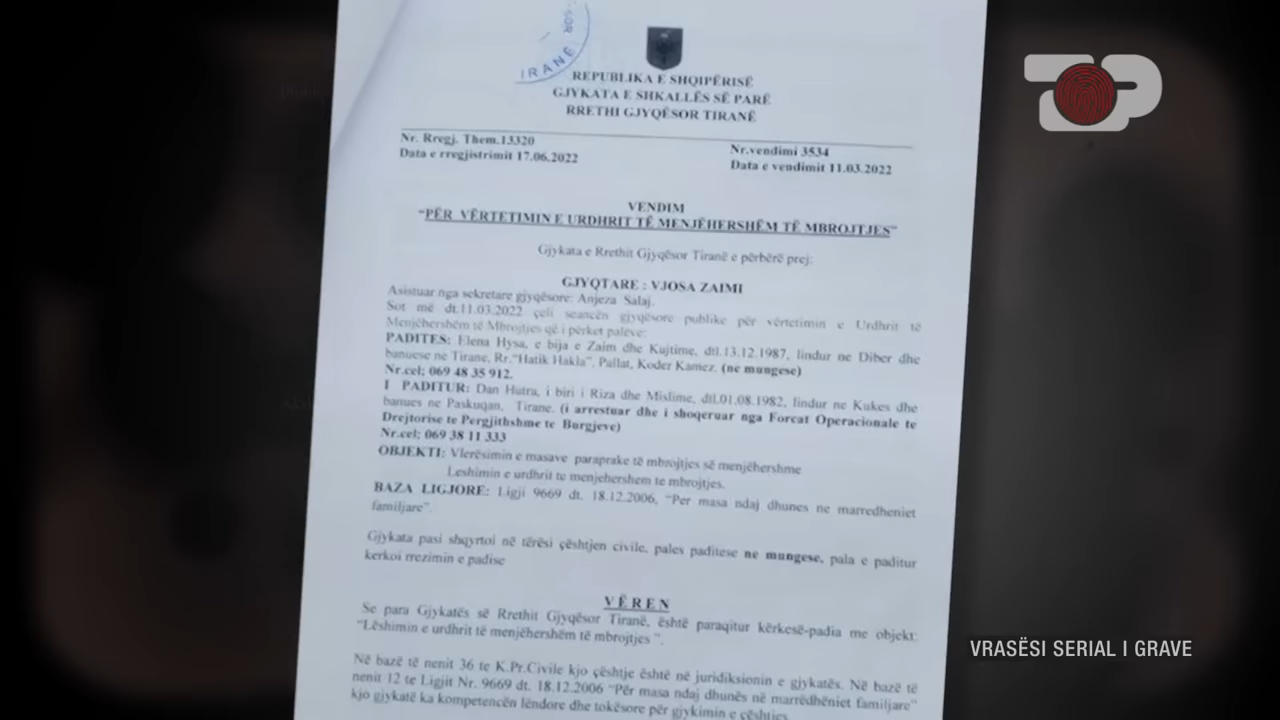 IRANË
REPUBLIKA E SHQIPËRISË
GJYKATA E SHKALLËS SË PARË
RRETHI GJYQËSOR TIRANË
Nr. Rregj. Them.13320
Data e rregjistrimit 17.06.2022
Nr.vendimi 3534
Data e vendimit 11.03.2022
VENDIM
“PËR VËRTETIMIN E URDHRIT TË MENJËHERSHËM TË MBROJTJES”
Gjykata e Rrethit Gjyqësor Tiranë e përbërë prej:
GJYQTARE : VJOSA ZAIMI
Asistuar nga sekretare gjyqësore: Anjeza Salaj.
Sot më dt.11.03.2022 çeli seancën gjyqësore publike për vërtetimin e Urdhrit të
Menjëhershëm të Mbrojtjes që i përket palëve:
PADITËS: Elena Hysa, e bija e Zaim dhe Kujtime, dtl.13.12.1987, lindur ne Diber dhe
banuese ne Tirane, Rr.“Hatik Hakla”, Pallat, Koder Kamez. (ne mungese)
Nr.cel; 069 48 35 912.
I PADITUR: Dan Hutra, i biri i Riza dhe Mislime, dtl.01.08.1982, lindur ne Kukes dhe
banues ne Paskuqan, Tirane. (i arrestuar dhe i shoqeruar nga Forcat Operacionale te
Drejtorise te Pergjithshme te Burgjeve)
Nr.cel; 069 38 11 333
OBJEKTI: Vlerësimin e masave paraprake të mbrojtjes së menjëhershme
Leshimin e urdhrit te menjehershem te mbrojtjes.
BAZA LIGJORE: Ligji 9669 dt. 18.12.2006, “Per masa ndaj dhunes ne marredheniet
familjare”.
Gjykata pasi shqyrtoi në tërësi çështjen civile, pales paditese ne mungese, pala e paditur
kerkoi rrezimin e padise
VËREN
Se para Gjykatës së Rrethit Gjyqësor Tiranë, është paraqitur kërkesë-padia me objekt:
“Lëshimin e urdhrit të menjëhershëm të mbrojtjes ”.
Në bazë të nenit 36 te K.Pr.Civile kjo çështje është në juridiksionin e gjykatës. Në bazë të
nenit 12 te Ligjit Nr. 9669 dt. 18.12.2006 “Për masa ndaj dhunës në marrëdhëniet familjare”
kjo gjykatë ka kompetencën lëndore dhe tokësore për gjykimin e çështjes
VRASËSI SERIAL I GRAVE